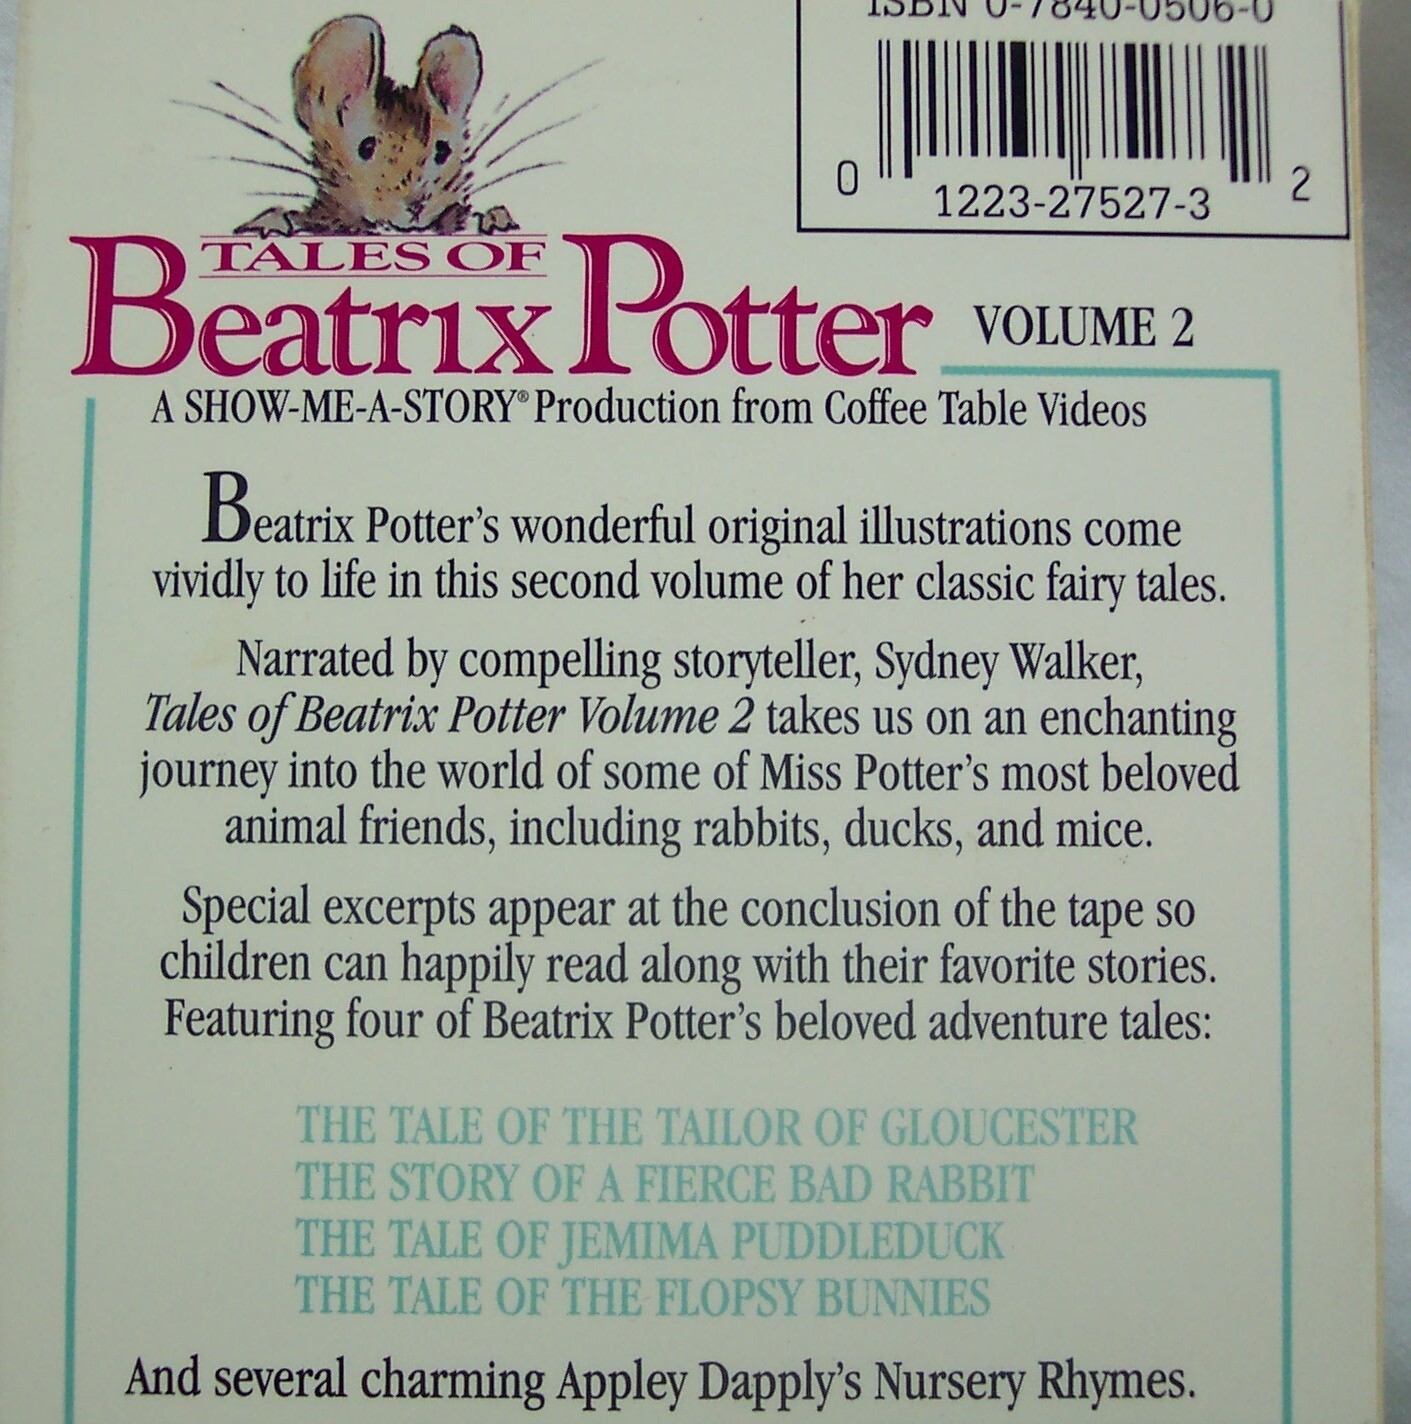 ISBN 0-7840-0506-0
0 1223-27527-3 2
TALES OF
Beatrix Potter VOLUME 2
A SHOW-ME-A-STORY® Production from Coffee Table Videos
Beatrix Potter's wonderful original illustrations come
vividly to life in this second volume of her classic fairy tales.
Narrated by compelling storyteller, Sydney Walker,
Tales of Beatrix Potter Volume 2 takes us on an enchanting
journey into the world of some of Miss Potter's most beloved
animal friends, including rabbits, ducks, and mice.
Special excerpts appear at the conclusion of the tape so
children can happily read along with their favorite stories.
Featuring four of Beatrix Potter's beloved adventure tales:
THE TALE OF THE TAILOR OF GLOUCESTER
THE STORY OF A FIERCE BAD RABBIT
THE TALE OF JEMIMA PUDDLEDUCK
THE TALE OF THE FLOPSY BUNNIES
And several charming Appley Dapply's Nursery Rhymes.